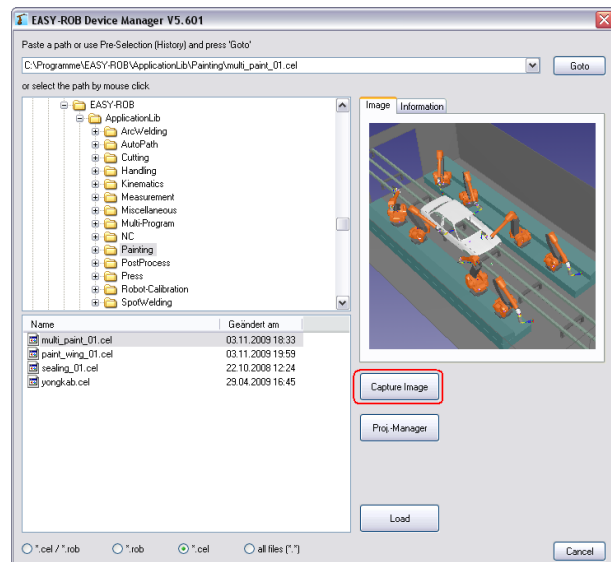 EASY-ROB Device Manager V5.601
Paste a path or use Pre-Selection (History) and press 'Goto'
C:\Programme\EASY-ROB\ApplicationLib\Painting\multi_paint_01.cel
Goto
or select the path by mouse click
EASY-ROB
ApplicationLib
ArcWelding
AutoPath
Cutting
Handling
Kinematics
Measurement
Miscellaneous
Multi-Program
NC
Painting
PostProcess
Press
Robot-Calibration
SpotWelding
Image Information
Name Geändert am
multi_paint_01.cel 03.11.2009 18:33
paint_wing_01.cel 03.11.2009 19:59
sealing_01.cel 22.10.2008 12:24
yongkab.cel 29.04.2009 16:45
Capture Image
Proj.-Manager
Load
*.cel / *.rob *.rob *.cel all files (*.*)
Cancel